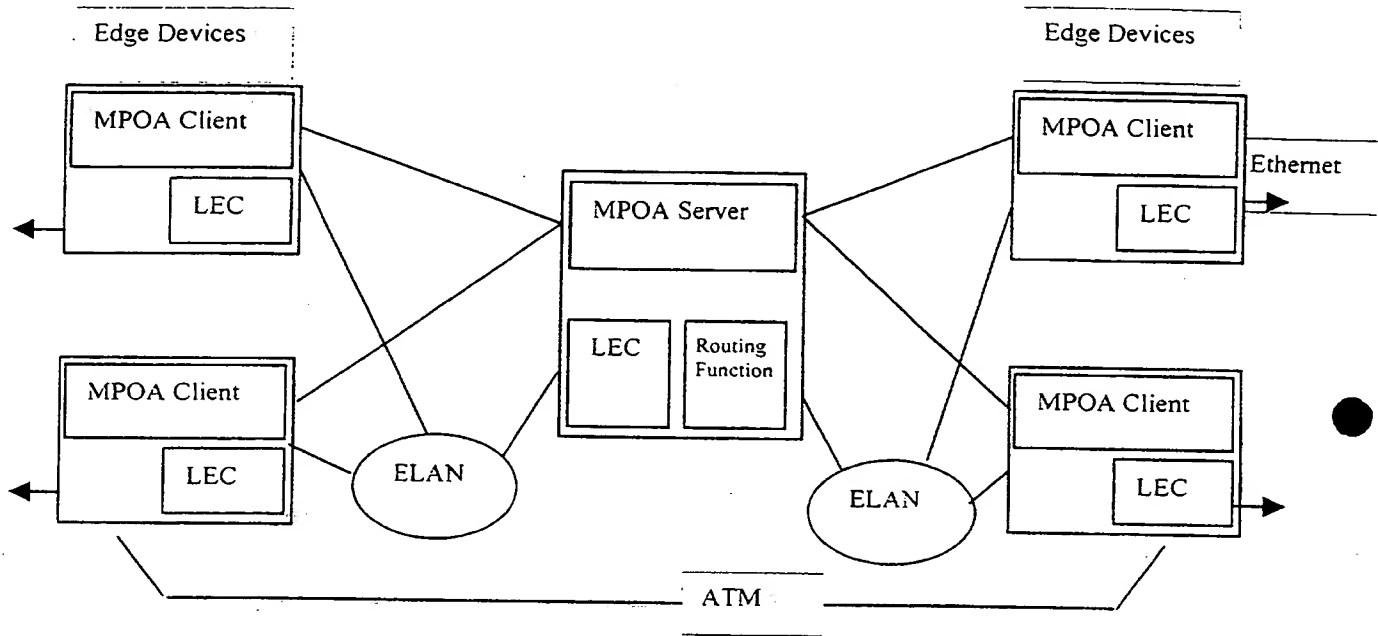 Edge Devices
Edge Devices
MPOA Client
LEC
MPOA Client
LEC
Ethernet
MPOA Server
LEC
Routing
Function
MPOA Client
LEC
ELAN
ELAN
MPOA Client
LEC
ATM